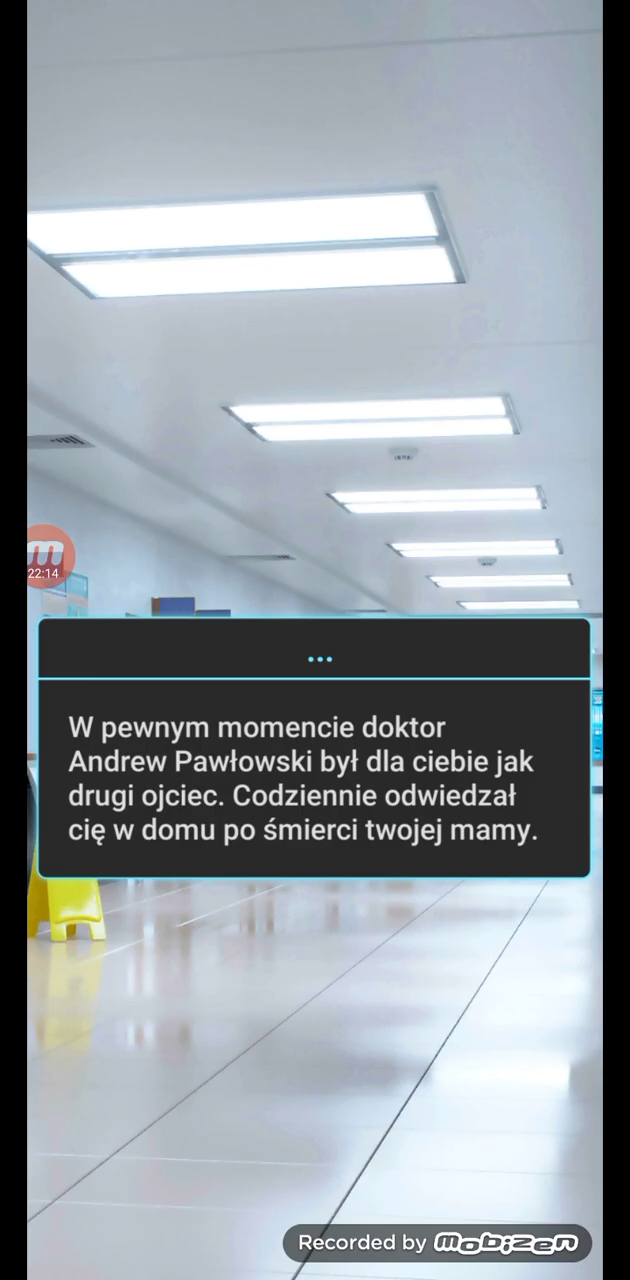 22:14
...
W pewnym momencie doktor
Andrew Pawłowski był dla ciebie jak
drugi ojciec. Codziennie odwiedzał
cię w domu po śmierci twojej mamy.
Recorded by mobizen